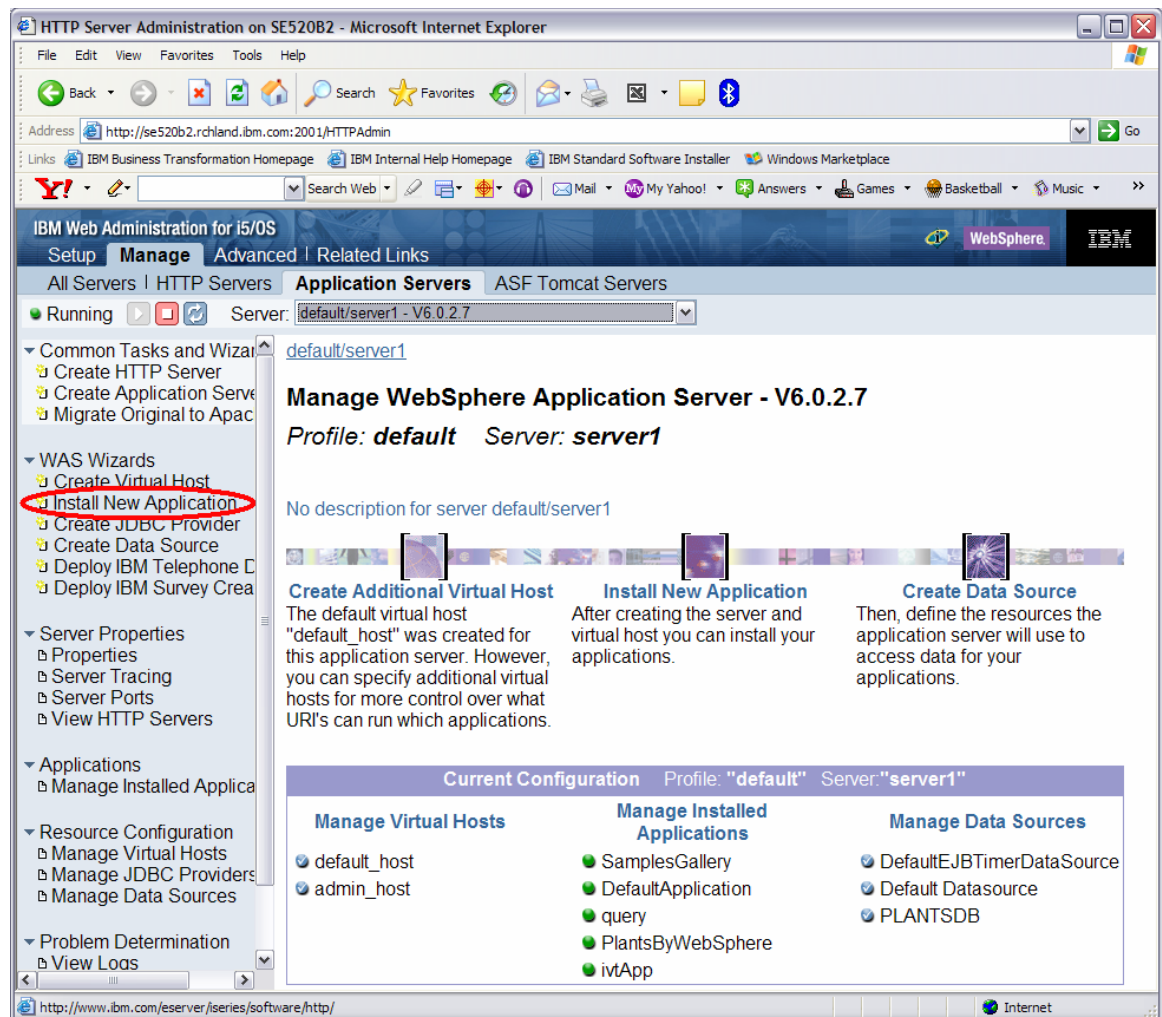 HTTP Server Administration on SE520B2 - Microsoft Internet Explorer
File Edit View Favorites Tools Help
Back Search Favorites
Address http://se520b2.rchland.ibm.com:2001/HTTPAdmin Go
Links IBM Business Transformation Homepage IBM Internal Help Homepage IBM Standard Software Installer Windows Marketplace
Y! Search Web Mail My My Yahoo! Answers Games Basketball Music »
IBM Web Administration for i5/OS
WebSphere. IBM
Setup Manage Advanced | Related Links
All Servers | HTTP Servers Application Servers ASF Tomcat Servers
Running Server: default/server1 - V6.0.2.7
Common Tasks and Wizar
Create HTTP Server
Create Application Serve
Migrate Original to Apac
WAS Wizards
Create Virtual Host
Install New Application
Create JDBC Provider
Create Data Source
Deploy IBM Telephone D
Deploy IBM Survey Crea
Server Properties
Properties
Server Tracing
Server Ports
View HTTP Servers
Applications
Manage Installed Applica
Resource Configuration
Manage Virtual Hosts
Manage JDBC Providers
Manage Data Sources
Problem Determination
View Logs
default/server1
Manage WebSphere Application Server - V6.0.2.7
Profile: default Server: server1
No description for server default/server1
Create Additional Virtual Host
The default virtual host
"default_host" was created for
this application server. However,
you can specify additional virtual
hosts for more control over what
URI's can run which applications.
Install New Application
After creating the server and
virtual host you can install your
applications.
Create Data Source
Then, define the resources the
application server will use to
access data for your
applications.
Current Configuration Profile: "default" Server:"server1"
Manage Virtual Hosts
default_host
admin_host
Manage Installed
Applications
SamplesGallery
DefaultApplication
query
PlantsByWebSphere
ivtApp
Manage Data Sources
DefaultEJBTimerDataSource
Default Datasource
PLANTSDB
http://www.ibm.com/eserver/iseries/software/http/ Internet